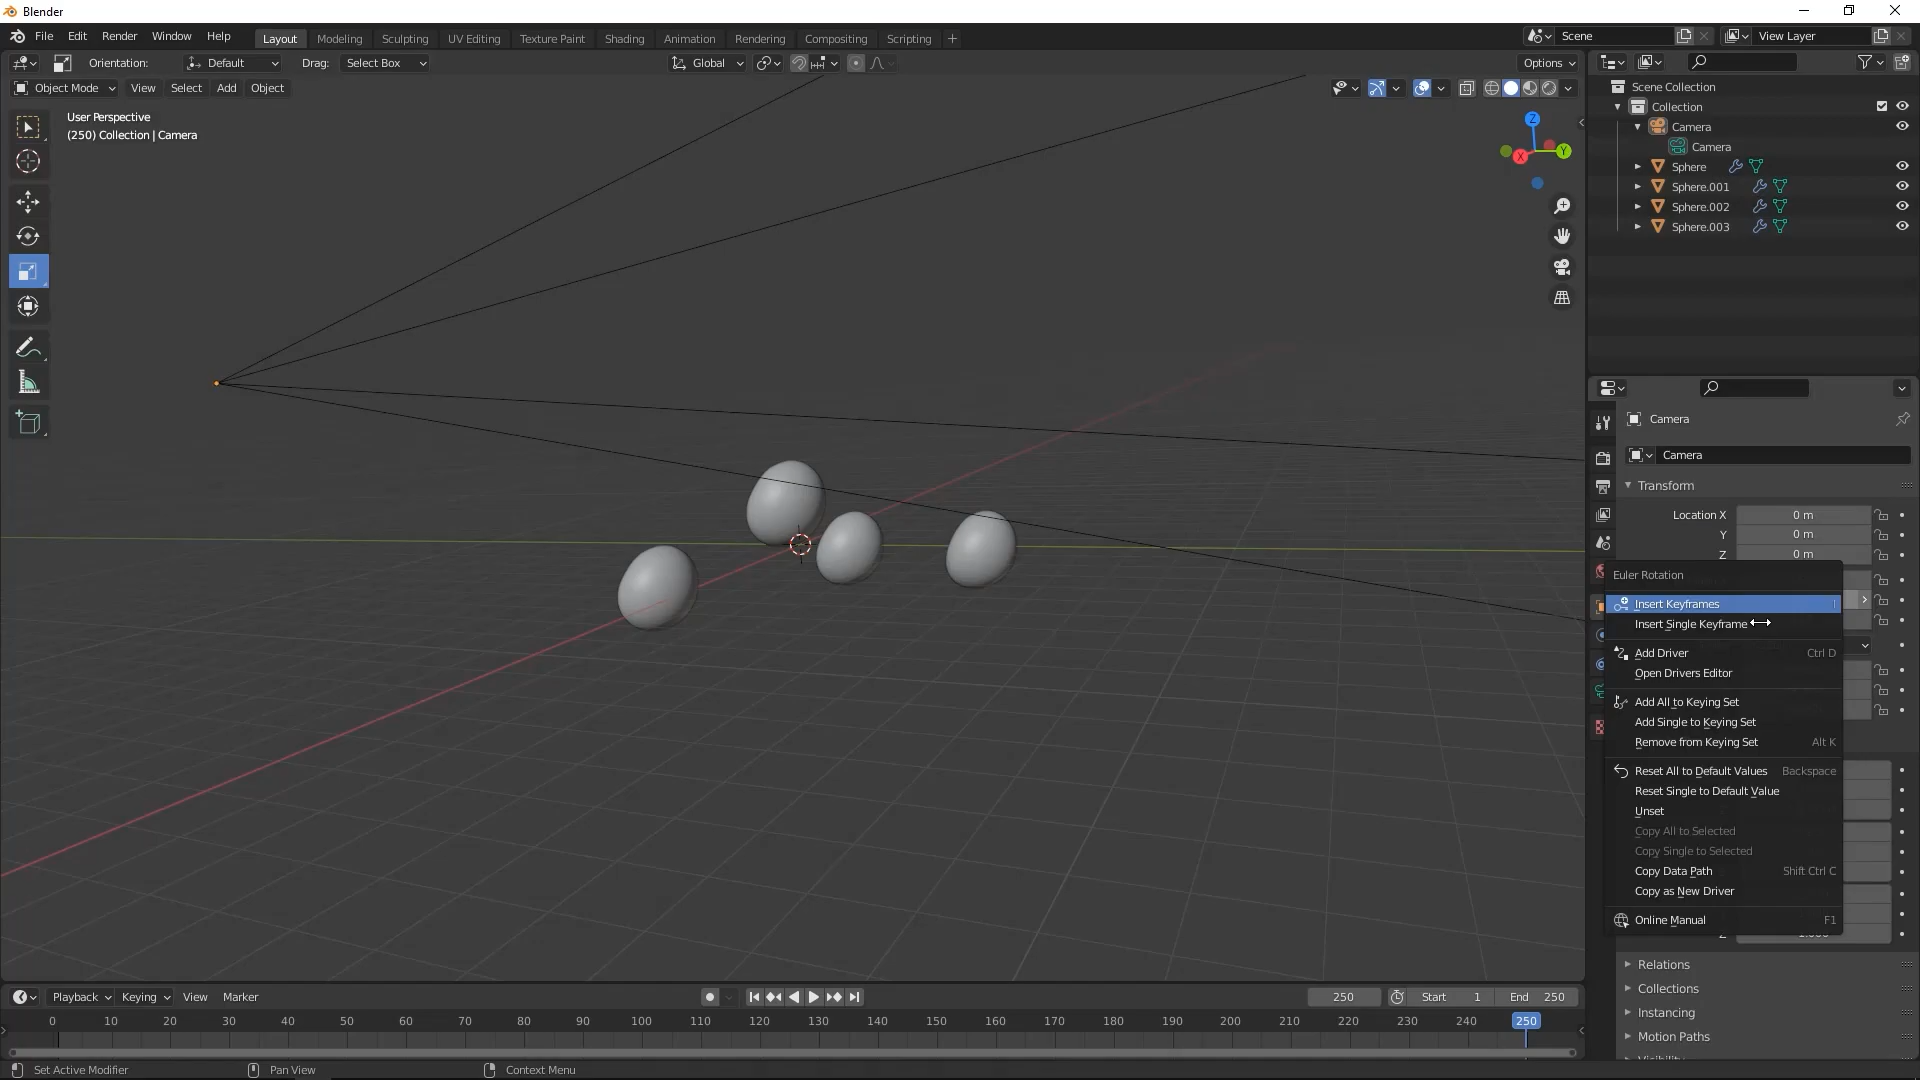 Blender
File Edit Render Window Help
Layout Modeling Sculpting UV Editing Texture Paint Shading Animation Rendering Compositing Scripting
Scene
View Layer
Orientation: Default Drag: Select Box
Global
Options
Object Mode View Select Add Object
User Perspective
(250) Collection | Camera
Z
X
Y
Scene Collection
Collection
Camera
Camera
Sphere
Sphere.001
Sphere.002
Sphere.003
Camera
Camera
Transform
Location X 0 m
Y 0 m
Z 0 m
Euler Rotation
Insert Keyframes I
Insert Single Keyframe
Add Driver Ctrl D
Open Drivers Editor
Add All to Keying Set
Add Single to Keying Set
Remove from Keying Set Alt K
Reset All to Default Values Backspace
Reset Single to Default Value
Unset
Copy All to Selected
Copy Single to Selected
Copy Data Path Shift Ctrl C
Copy as New Driver
Online Manual F1
Relations
Collections
Instancing
Motion Paths
Playback Keying View Marker
250 Start 1 End 250
0 10 20 30 40 50 60 70 80 90 100 110 120 130 140 150 160 170 180 190 200 210 220 230 240 250
Set Active Modifier Pan View Context Menu